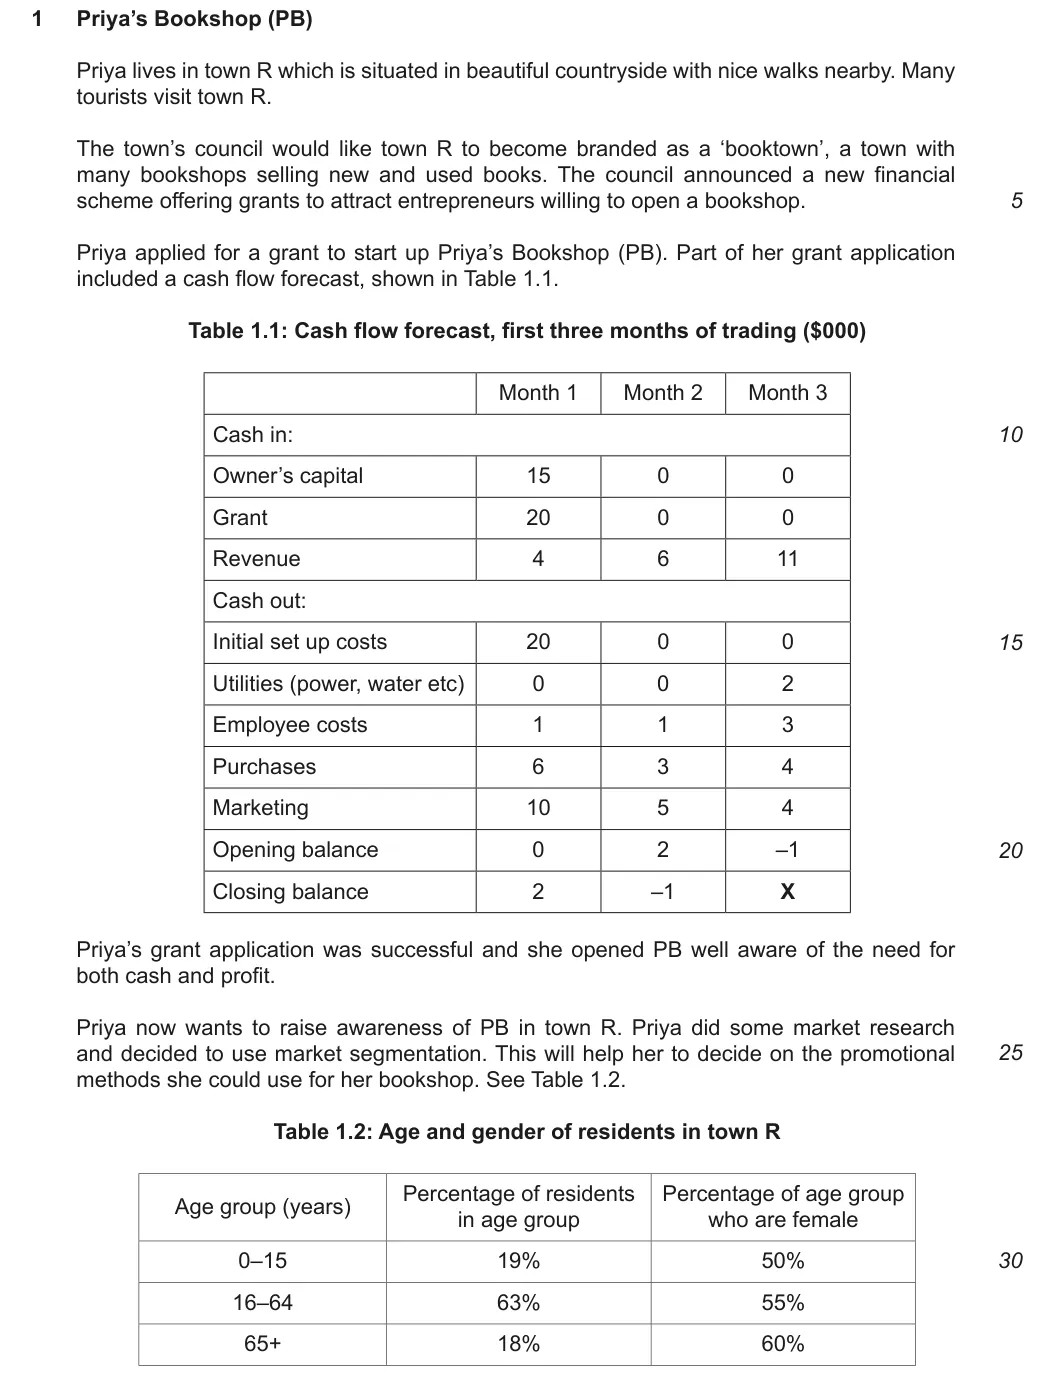 1 Priya’s Bookshop (PB)
Priya lives in town R which is situated in beautiful countryside with nice walks nearby. Many
tourists visit town R.
The town’s council would like town R to become branded as a ‘booktown’, a town with
many bookshops selling new and used books. The council announced a new financial
scheme offering grants to attract entrepreneurs willing to open a bookshop. 5
Priya applied for a grant to start up Priya’s Bookshop (PB). Part of her grant application
included a cash flow forecast, shown in Table 1.1.
Table 1.1: Cash flow forecast, first three months of trading ($000)
Month 1 Month 2 Month 3
Cash in: 10
Owner’s capital 15 0 0
Grant 20 0 0
Revenue 4 6 11
Cash out:
Initial set up costs 20 0 0 15
Utilities (power, water etc) 0 0 2
Employee costs 1 1 3
Purchases 6 3 4
Marketing 10 5 4
Opening balance 0 2 –1 20
Closing balance 2 –1 X
Priya’s grant application was successful and she opened PB well aware of the need for
both cash and profit.
Priya now wants to raise awareness of PB in town R. Priya did some market research
and decided to use market segmentation. This will help her to decide on the promotional 25
methods she could use for her bookshop. See Table 1.2.
Table 1.2: Age and gender of residents in town R
Age group (years) Percentage of residents in age group Percentage of age group who are female
0–15 19% 50% 30
16–64 63% 55%
65+ 18% 60%